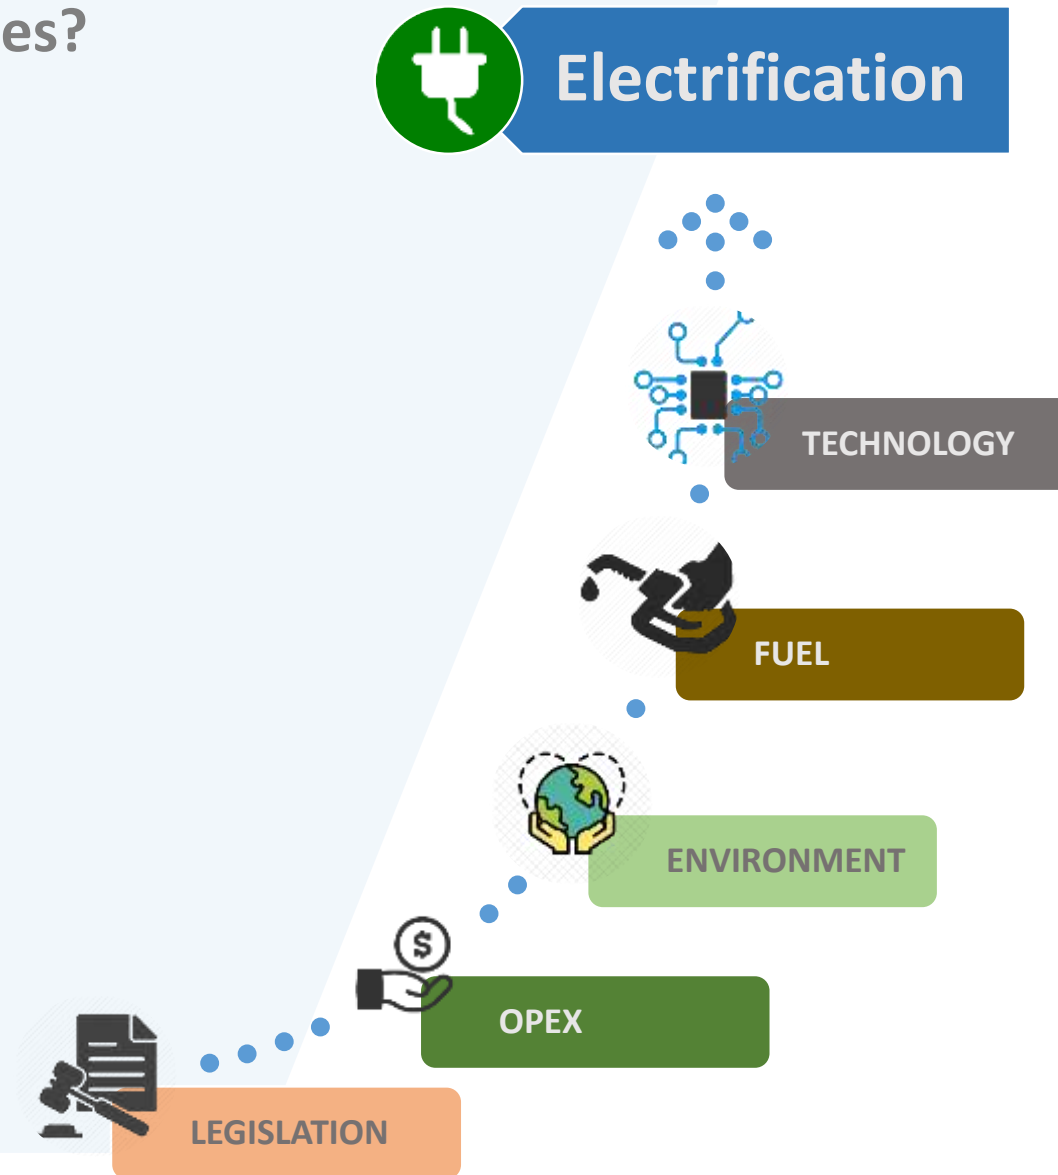 es?
Electrification
TECHNOLOGY
FUEL
ENVIRONMENT
$
OPEX
LEGISLATION